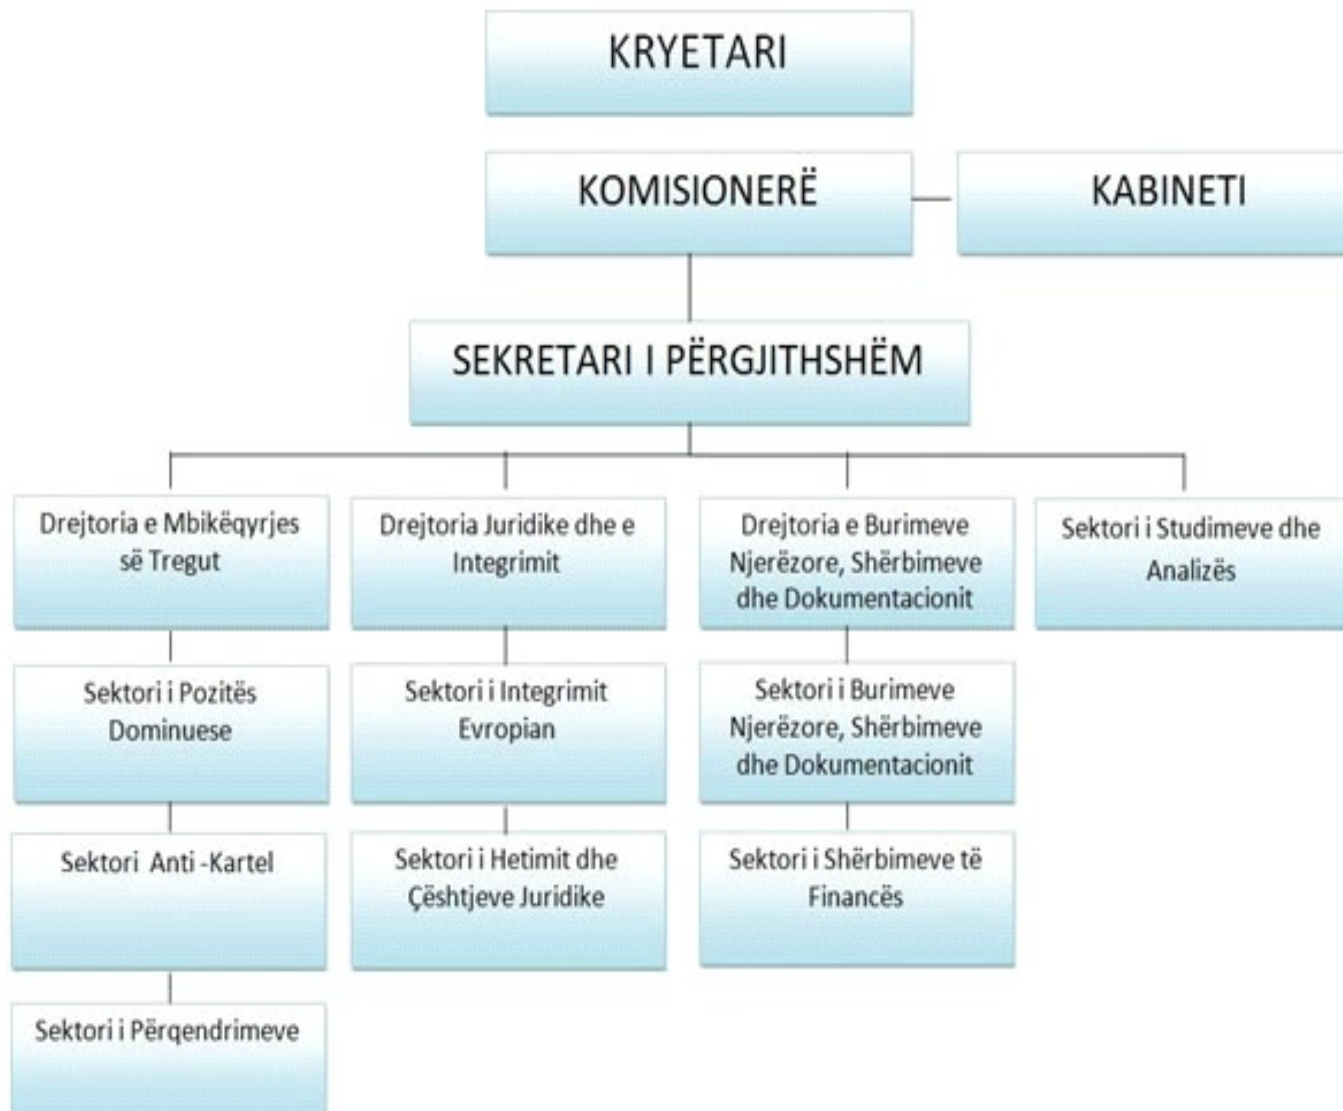 KRYETARI
KOMISIONERË
KABINETI
SEKRETARI I PËRGJITHSHËM
Drejtoria e Mbikëqyrjes
së Tregut
Drejtoria Juridike dhe e
Integrimit
Drejtoria e Burimeve
Njerëzore, Shërbimeve
dhe Dokumentacionit
Sektori i Studimeve dhe
Analizës
Sektori i Pozitës
Dominuese
Sektori i Integrimit
Evropian
Sektori i Burimeve
Njerëzore, Shërbimeve
dhe Dokumentacionit
Sektori Anti -Kartel
Sektori i Hetimit dhe
Çështjeve Juridike
Sektori i Shërbimeve të
Financës
Sektori i Përqendrimeve